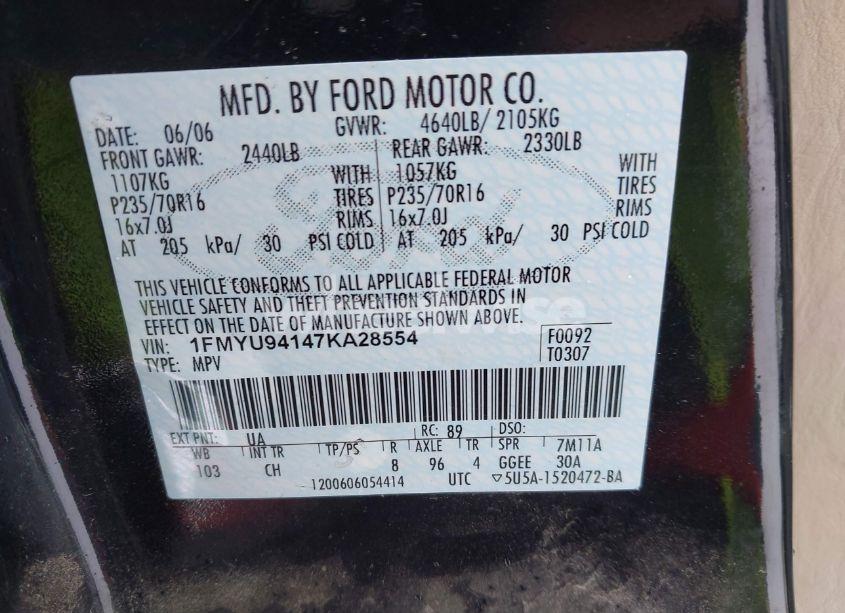 MFD. BY FORD MOTOR CO.
DATE: 06/06 GVWR: 4640LB/ 2105KG
FRONT GAWR: 2440LB REAR GAWR: 2330LB
1107KG WITH 1057KG WITH
P235/70R16 TIRES P235/70R16 TIRES
16x7.0J RIMS 16x7.0J RIMS
AT 205 kPa/ 30 PSI COLD AT 205 kPa/ 30 PSI COLD
Ford
THIS VEHICLE CONFORMS TO ALL APPLICABLE FEDERAL MOTOR
VEHICLE SAFETY AND THEFT PREVENTION STANDARDS IN
EFFECT ON THE DATE OF MANUFACTURE SHOWN ABOVE.
VIN: 1FMYU94147KA28554 F0092
TYPE: MPV T0307
EXT PNT: UA RC: 89 DSO:
WB INT TR TP/PS R AXLE TR SPR 7M11A
103 CH 8 96 4 GGEE 30A
1200606054414 UTC ▽5U5A-1520472-BA